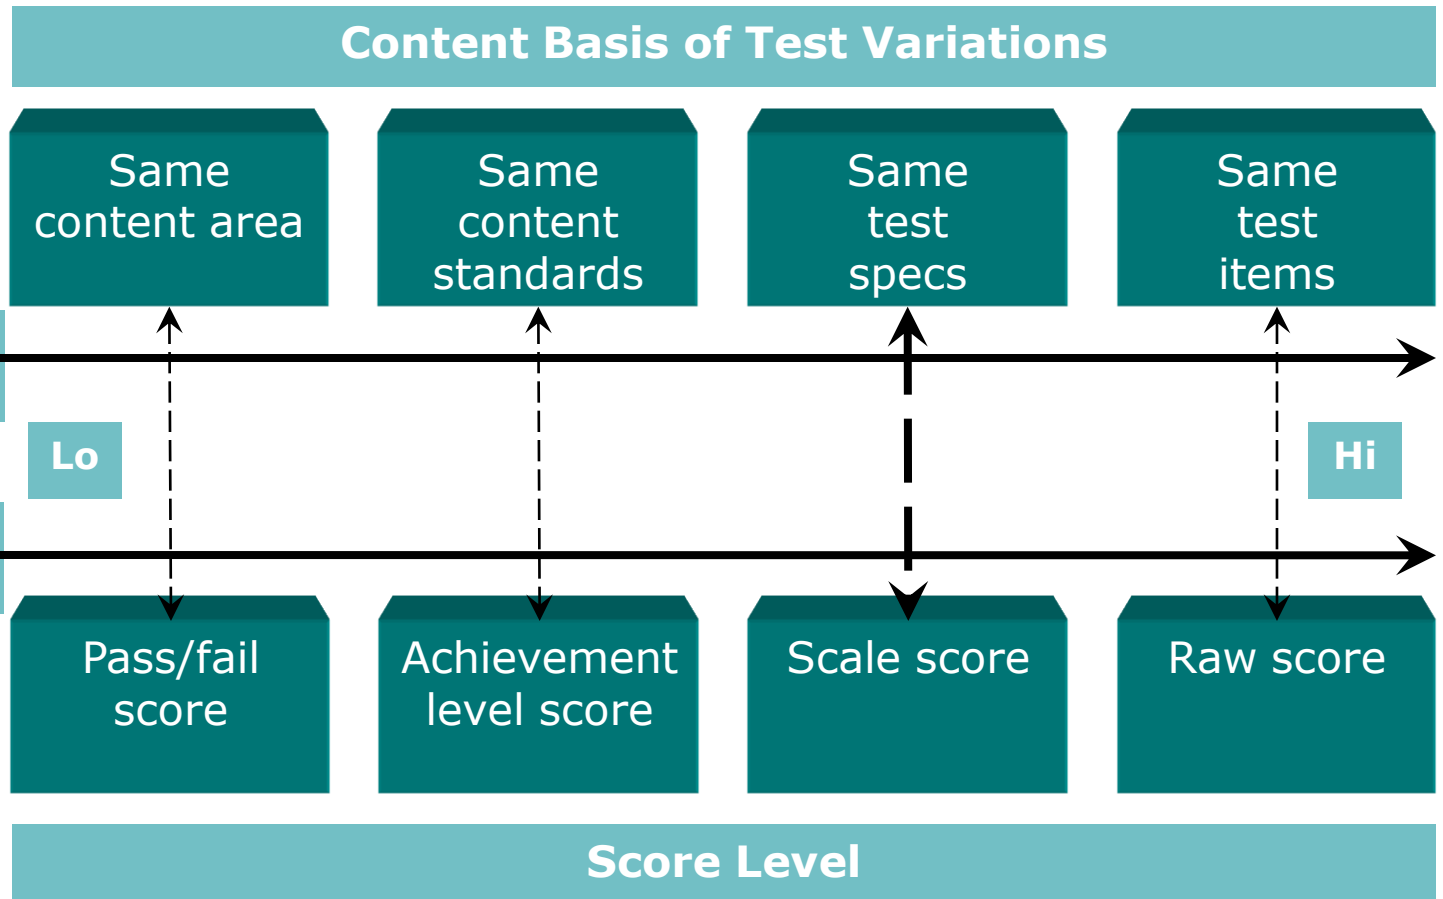 Content Basis of Test Variations
Same
content area
Same
content
standards
Same
test
specs
Same
test
items
Lo
Hi
Pass/fail
score
Achievement
level score
Scale score
Raw score
Score Level